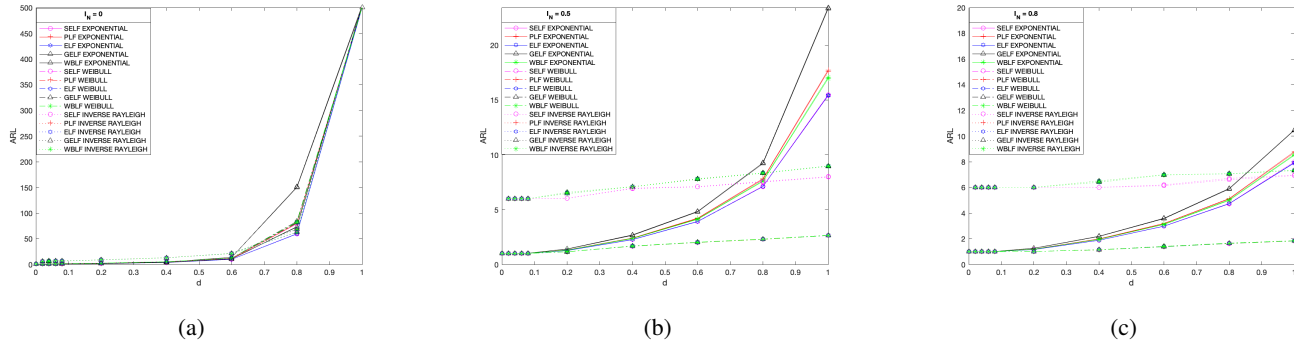 I_N = 0
SELF EXPONENTIAL
PLF EXPONENTIAL
ELF EXPONENTIAL
GELF EXPONENTIAL
WBLF EXPONENTIAL
SELF WEIBULL
PLF WEIBULL
ELF WEIBULL
GELF WEIBULL
WBLF WEIBULL
SELF INVERSE RAYLEIGH
PLF INVERSE RAYLEIGH
ELF INVERSE RAYLEIGH
GELF INVERSE RAYLEIGH
WBLF INVERSE RAYLEIGH
ARL
500
450
400
350
300
250
200
150
100
50
0
0 0.1 0.2 0.3 0.4 0.5 0.6 0.7 0.8 0.9 1
d
(a)
I_N = 0.5
SELF EXPONENTIAL
PLF EXPONENTIAL
ELF EXPONENTIAL
GELF EXPONENTIAL
WBLF EXPONENTIAL
SELF WEIBULL
PLF WEIBULL
ELF WEIBULL
GELF WEIBULL
WBLF WEIBULL
SELF INVERSE RAYLEIGH
PLF INVERSE RAYLEIGH
ELF INVERSE RAYLEIGH
GELF INVERSE RAYLEIGH
WBLF INVERSE RAYLEIGH
ARL
20
15
10
5
0
0 0.1 0.2 0.3 0.4 0.5 0.6 0.7 0.8 0.9 1
d
(b)
I_N = 0.8
SELF EXPONENTIAL
PLF EXPONENTIAL
ELF EXPONENTIAL
GELF EXPONENTIAL
WBLF EXPONENTIAL
SELF WEIBULL
PLF WEIBULL
ELF WEIBULL
GELF WEIBULL
WBLF WEIBULL
SELF INVERSE RAYLEIGH
PLF INVERSE RAYLEIGH
ELF INVERSE RAYLEIGH
GELF INVERSE RAYLEIGH
WBLF INVERSE RAYLEIGH
ARL
20
18
16
14
12
10
8
6
4
2
0
0 0.1 0.2 0.3 0.4 0.5 0.6 0.7 0.8 0.9 1
d
(c)